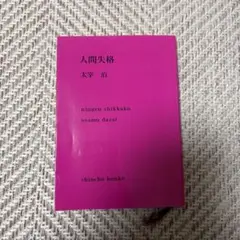 人間失格
太宰 治
ningen shikkaku
osamu dazai
shincho bunko